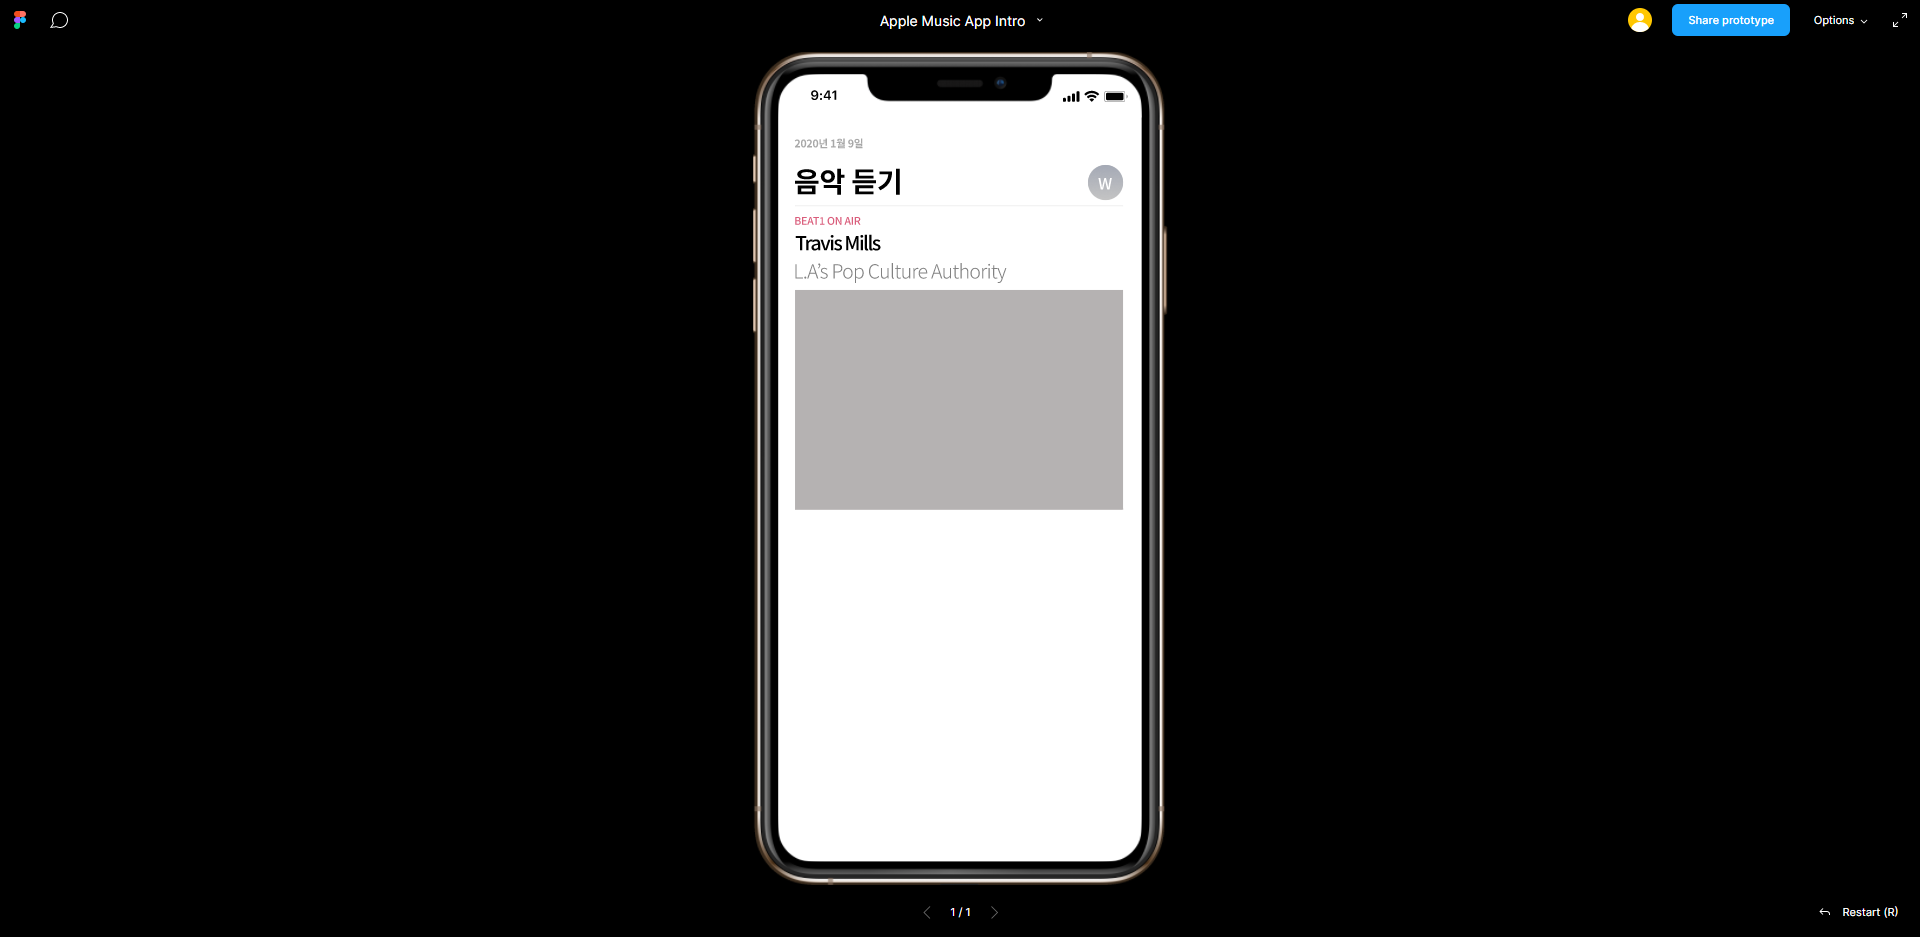 Apple Music App Intro
Share prototype
Options
9:41
2020년 1월 9일
음악 듣기
W
BEAT1 ON AIR
Travis Mills
L.A’s Pop Culture Authority
1 / 1
Restart (R)